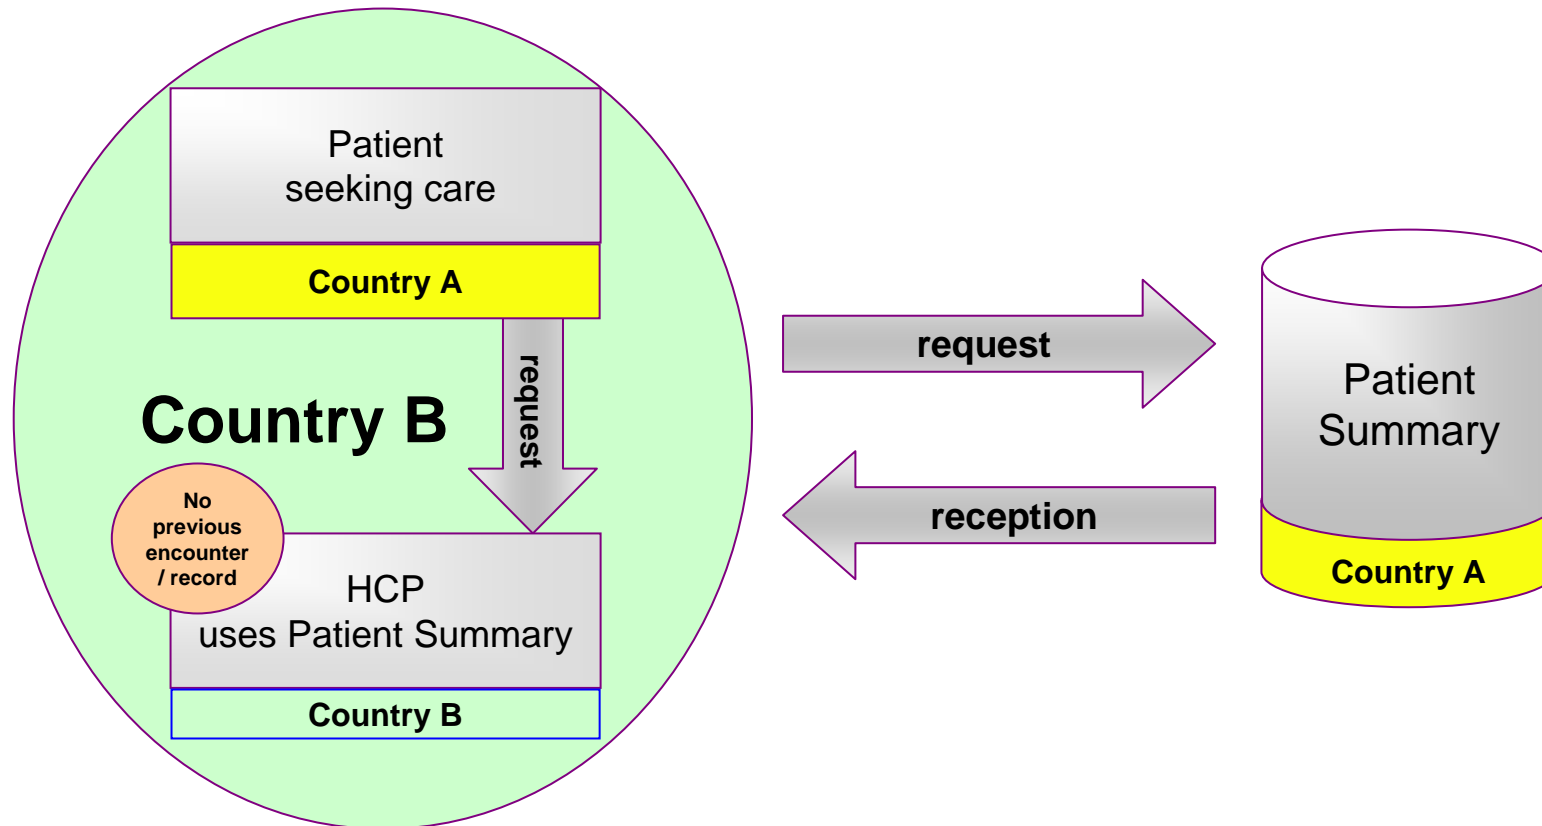 Patient
seeking care
Country A
request
Country B
No
previous
encounter
/ record
HCP
uses Patient Summary
Country B
request
reception
Patient
Summary
Country A